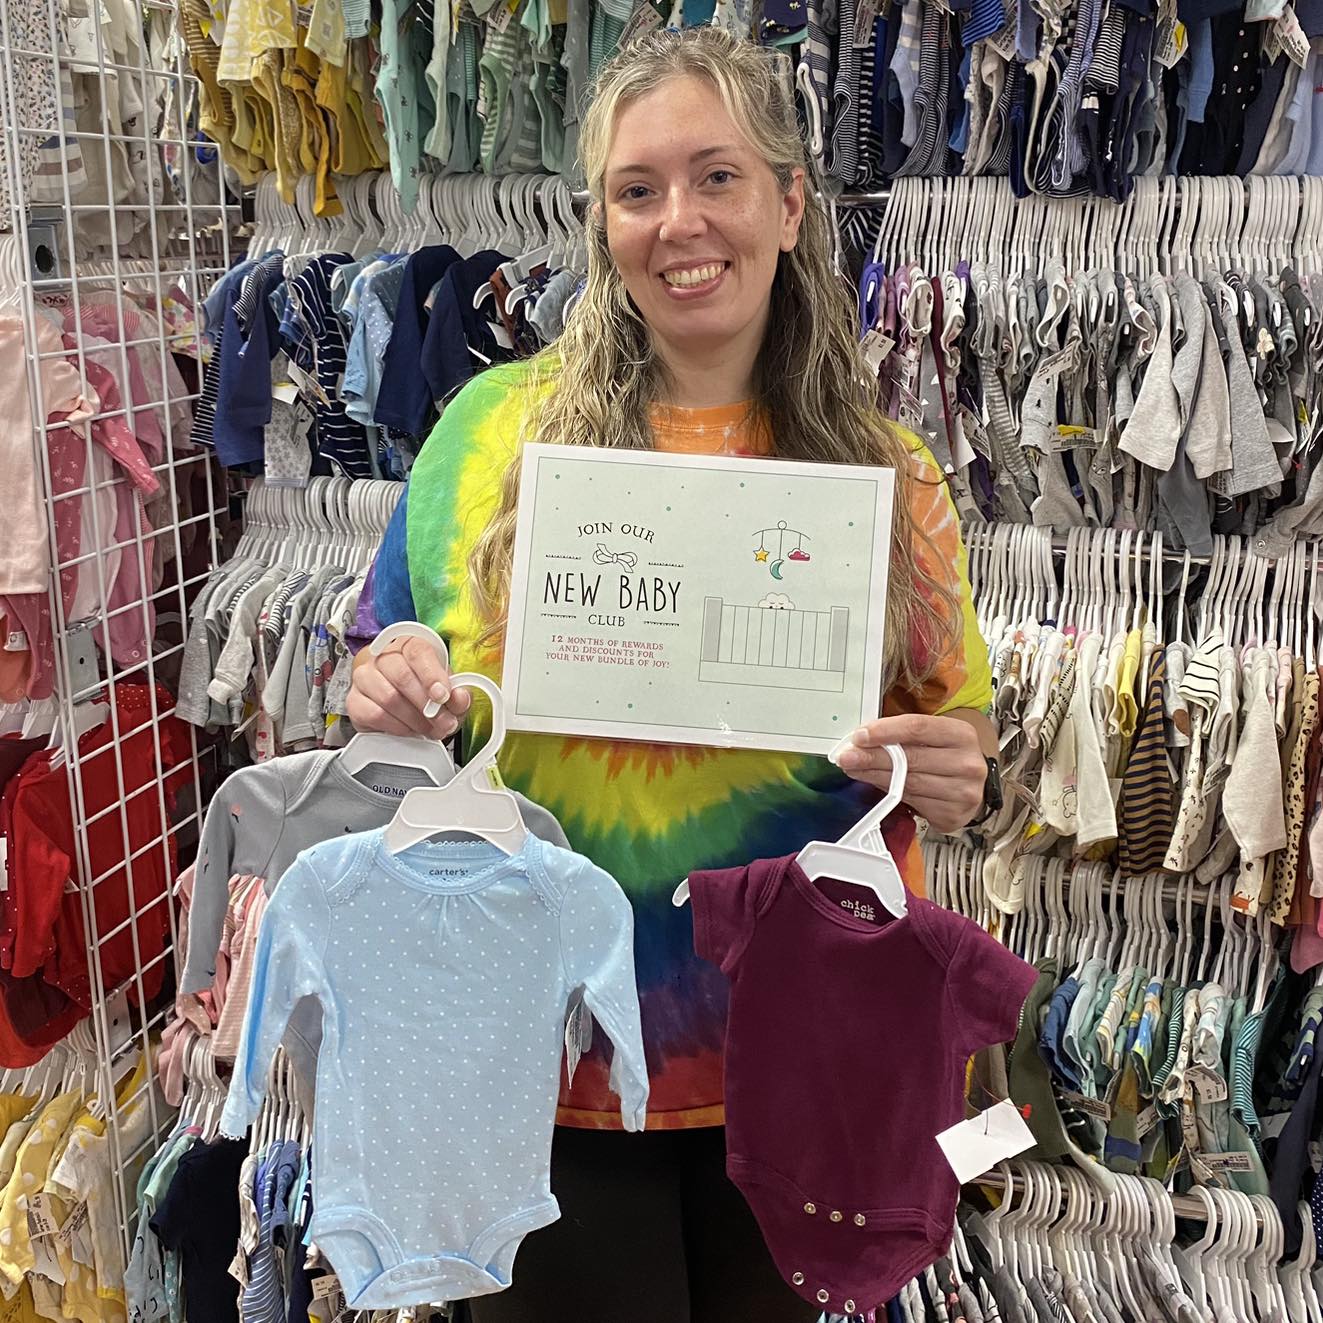 JOIN OUR
NEW BABY
CLUB
12 MONTHS OF REWARDS
AND DISCOUNTS FOR
YOUR NEW BUNDLE OF JOY!
OLD NAV
carter's
chick
pea